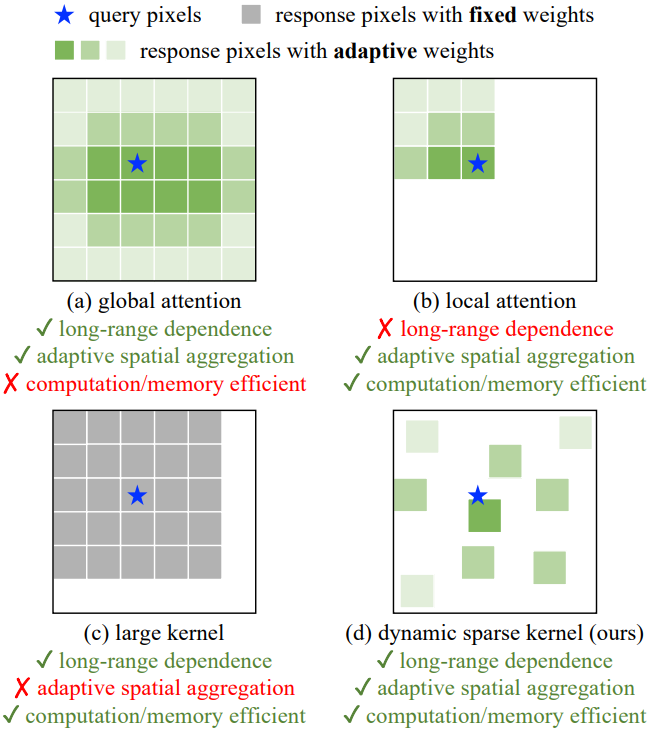 query pixels response pixels with fixed weights
response pixels with adaptive weights
(a) global attention
✓ long-range dependence
✓ adaptive spatial aggregation
✗ computation/memory efficient
(b) local attention
✗ long-range dependence
✓ adaptive spatial aggregation
✓ computation/memory efficient
(c) large kernel
✓ long-range dependence
✗ adaptive spatial aggregation
✓ computation/memory efficient
(d) dynamic sparse kernel (ours)
✓ long-range dependence
✓ adaptive spatial aggregation
✓ computation/memory efficient